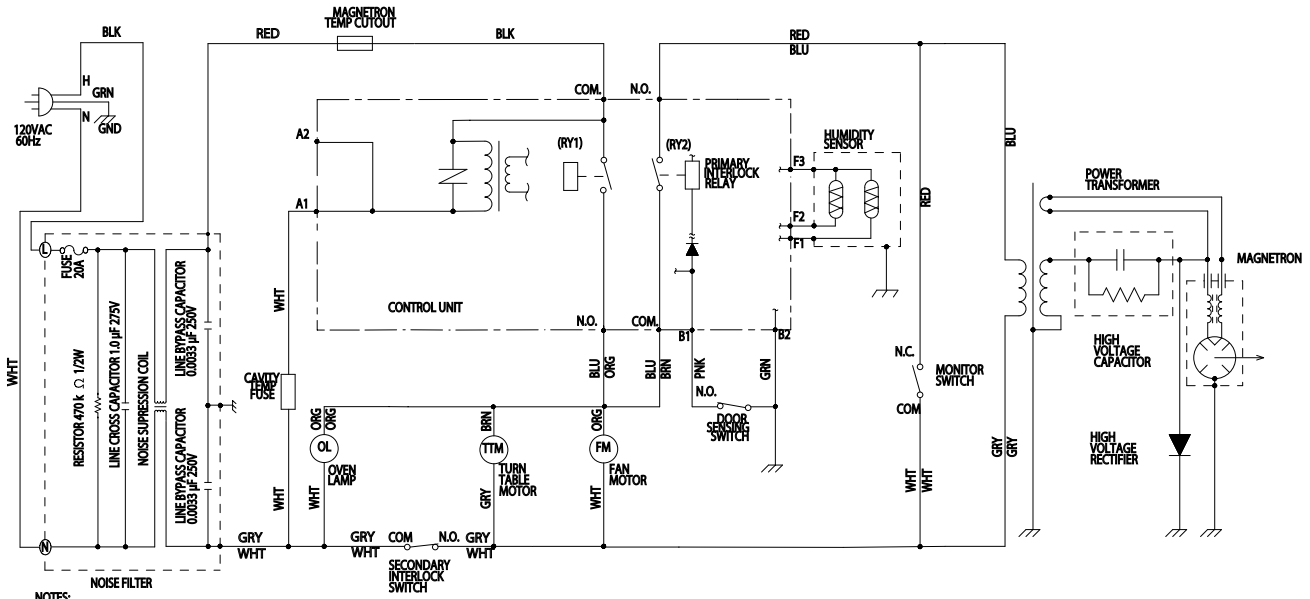 MAGNETRON
TEMP CUTOUT
BLK
RED
BLK
RED
BLU
H
GRN
N
GND
120VAC
60Hz
COM.
N.O.
A2
(RY1)
(RY2)
PRIMARY
INTERLOCK
RELAY
HUMIDITY
SENSOR
F3
F2
F1
A1
BLU
RED
POWER
TRANSFORMER
MAGNETRON
L
FUSE
20A
WHT
CONTROL UNIT
N.O.
COM.
B1
B2
RESISTOR 470 k Ω 1/2W
LINE CROSS CAPACITOR 1.0 µF 275V
NOISE SUPRESSION COIL
LINE BYPASS CAPACITOR
0.0033 µF 250V
LINE BYPASS CAPACITOR
0.0033 µF 250V
WHT
CAVITY
TEMP
FUSE
BLU
ORG
BLU
BRN
PNK
GRN
N.O.
DOOR
SENSING
SWITCH
N.C.
MONITOR
SWITCH
COM
HIGH
VOLTAGE
CAPACITOR
ORG
ORG
BRN
ORG
OL
OVEN
LAMP
TTM
TURN
TABLE
MOTOR
FM
FAN
MOTOR
HIGH
VOLTAGE
RECTIFIER
WHT
WHT
GRY
WHT
WHT
WHT
GRY
GRY
N
GRY
WHT
GRY
WHT
COM
N.O.
GRY
WHT
SECONDARY
INTERLOCK
SWITCH
NOISE FILTER
NOTES: